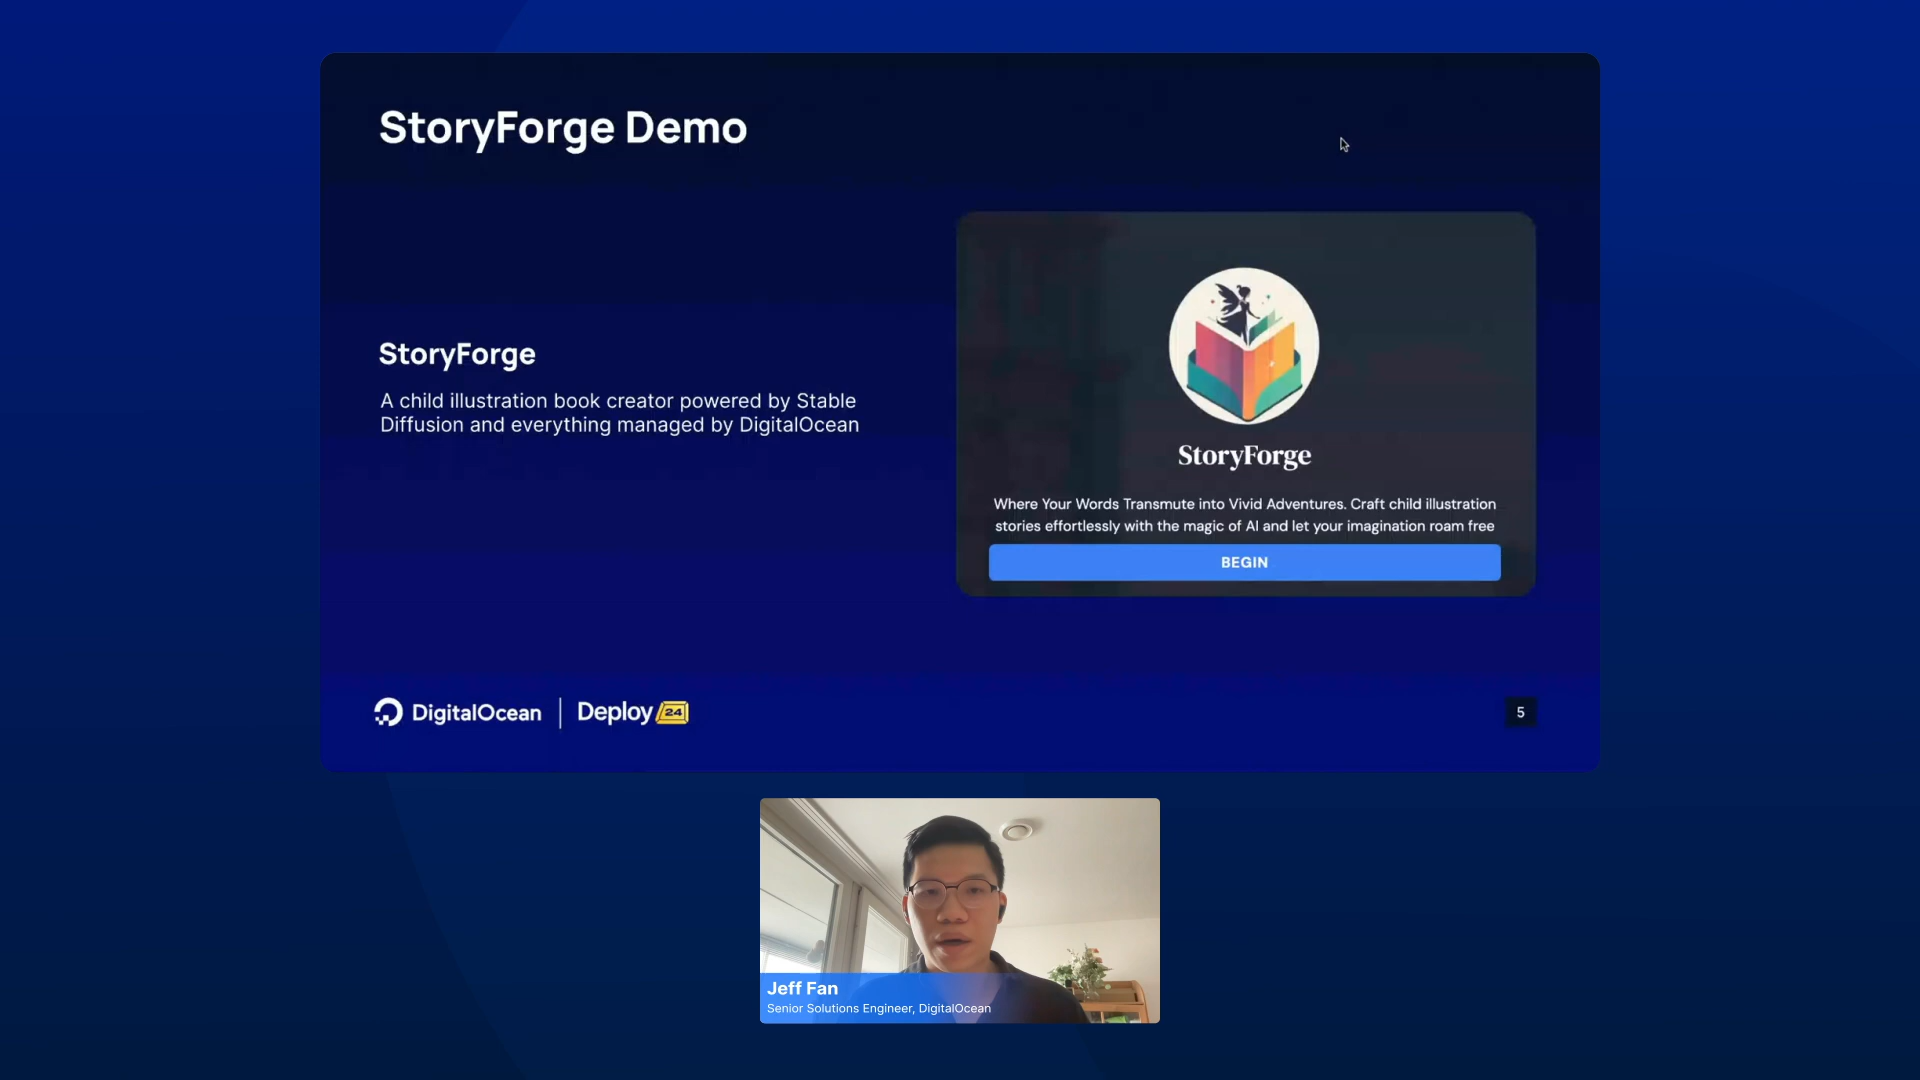 StoryForge Demo
StoryForge
A child illustration book creator powered by Stable
Diffusion and everything managed by DigitalOcean
StoryForge
Where Your Words Transmute into Vivid Adventures. Craft child illustration
stories effortlessly with the magic of AI and let your imagination roam free
BEGIN
DigitalOcean
Deploy 24
5
Jeff Fan
Senior Solutions Engineer, DigitalOcean